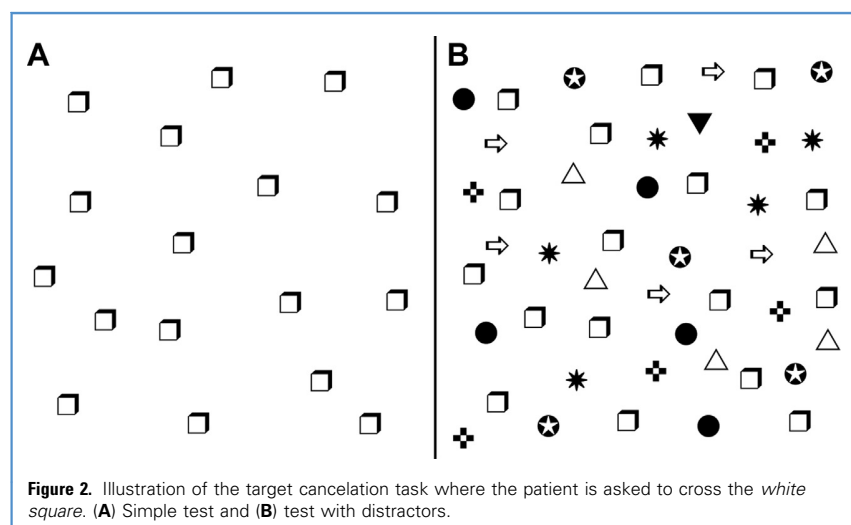 A
B
Figure 2. Illustration of the target cancelation task where the patient is asked to cross the white
square. (A) Simple test and (B) test with distractors.